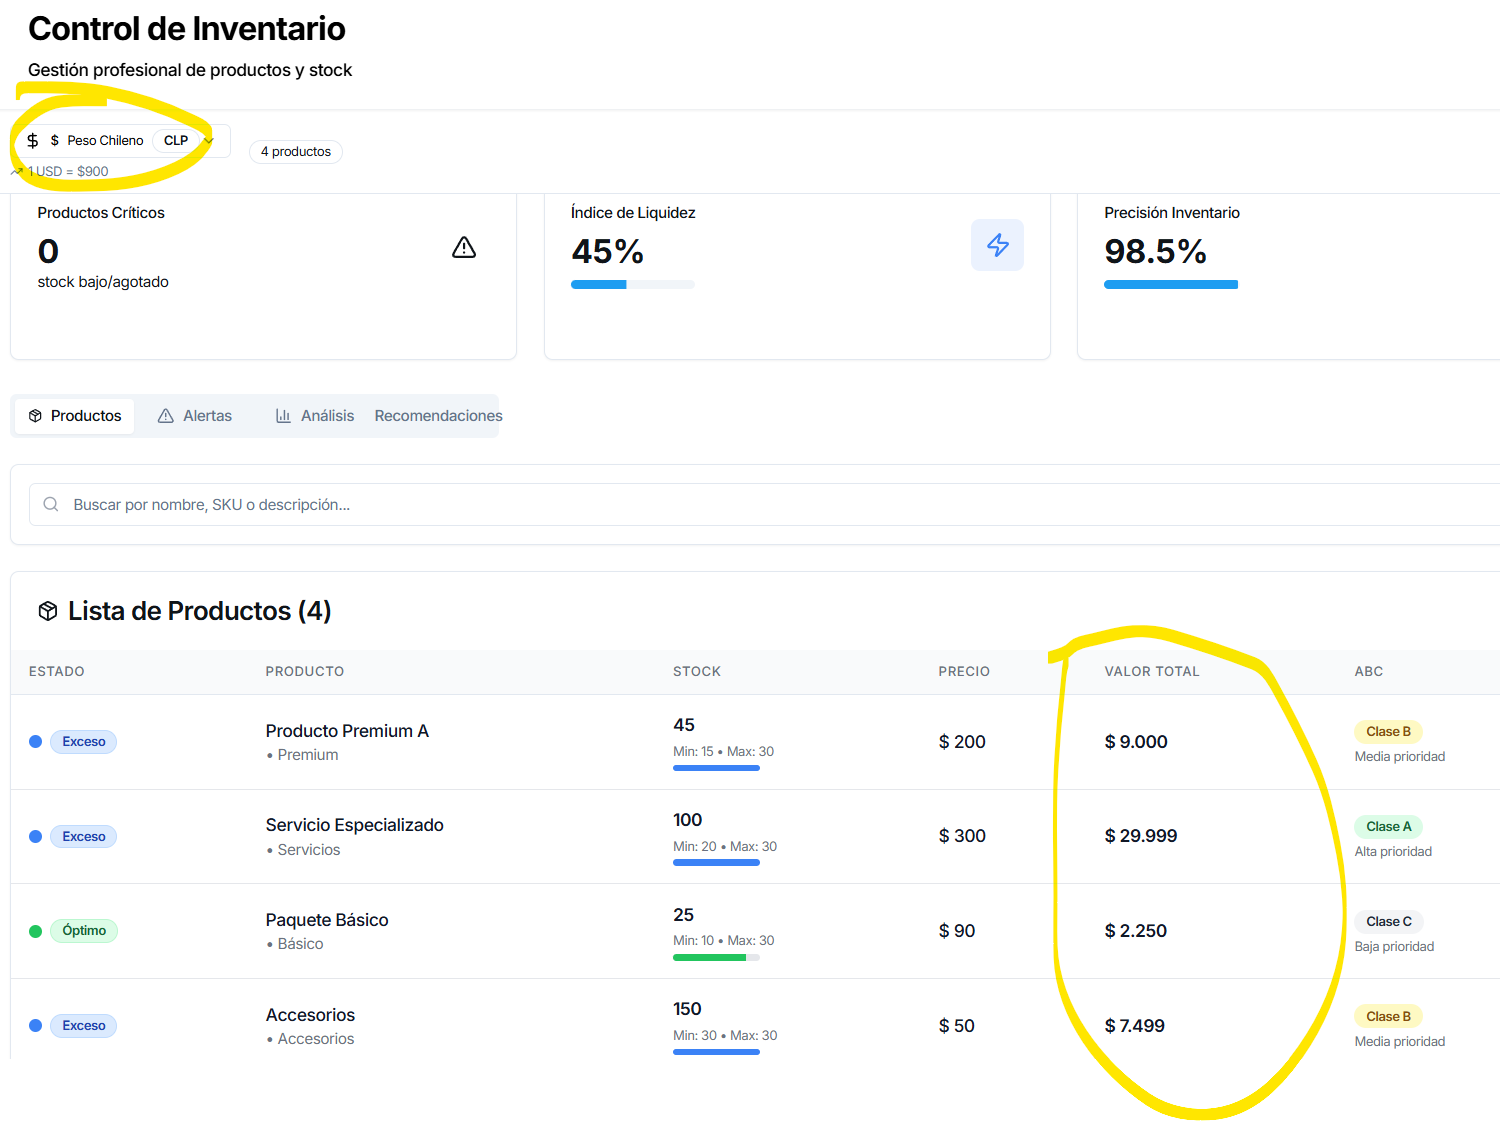 Control de Inventario
Gestión profesional de productos y stock
$ $ Peso Chileno CLP
4 productos
1 USD = $900
Productos Críticos
0
stock bajo/agotado
Índice de Liquidez
45%
Precisión Inventario
98.5%
Productos Alertas Análisis Recomendaciones
Buscar por nombre, SKU o descripción...
Lista de Productos (4)
ESTADO PRODUCTO STOCK PRECIO VALOR TOTAL ABC
Exceso
Producto Premium A
• Premium
45
Min: 15 • Max: 30
$ 200
$ 9.000
Clase B
Media prioridad
Exceso
Servicio Especializado
• Servicios
100
Min: 20 • Max: 30
$ 300
$ 29.999
Clase A
Alta prioridad
Óptimo
Paquete Básico
• Básico
25
Min: 10 • Max: 30
$ 90
$ 2.250
Clase C
Baja prioridad
Exceso
Accesorios
• Accesorios
150
Min: 30 • Max: 30
$ 50
$ 7.499
Clase B
Media prioridad